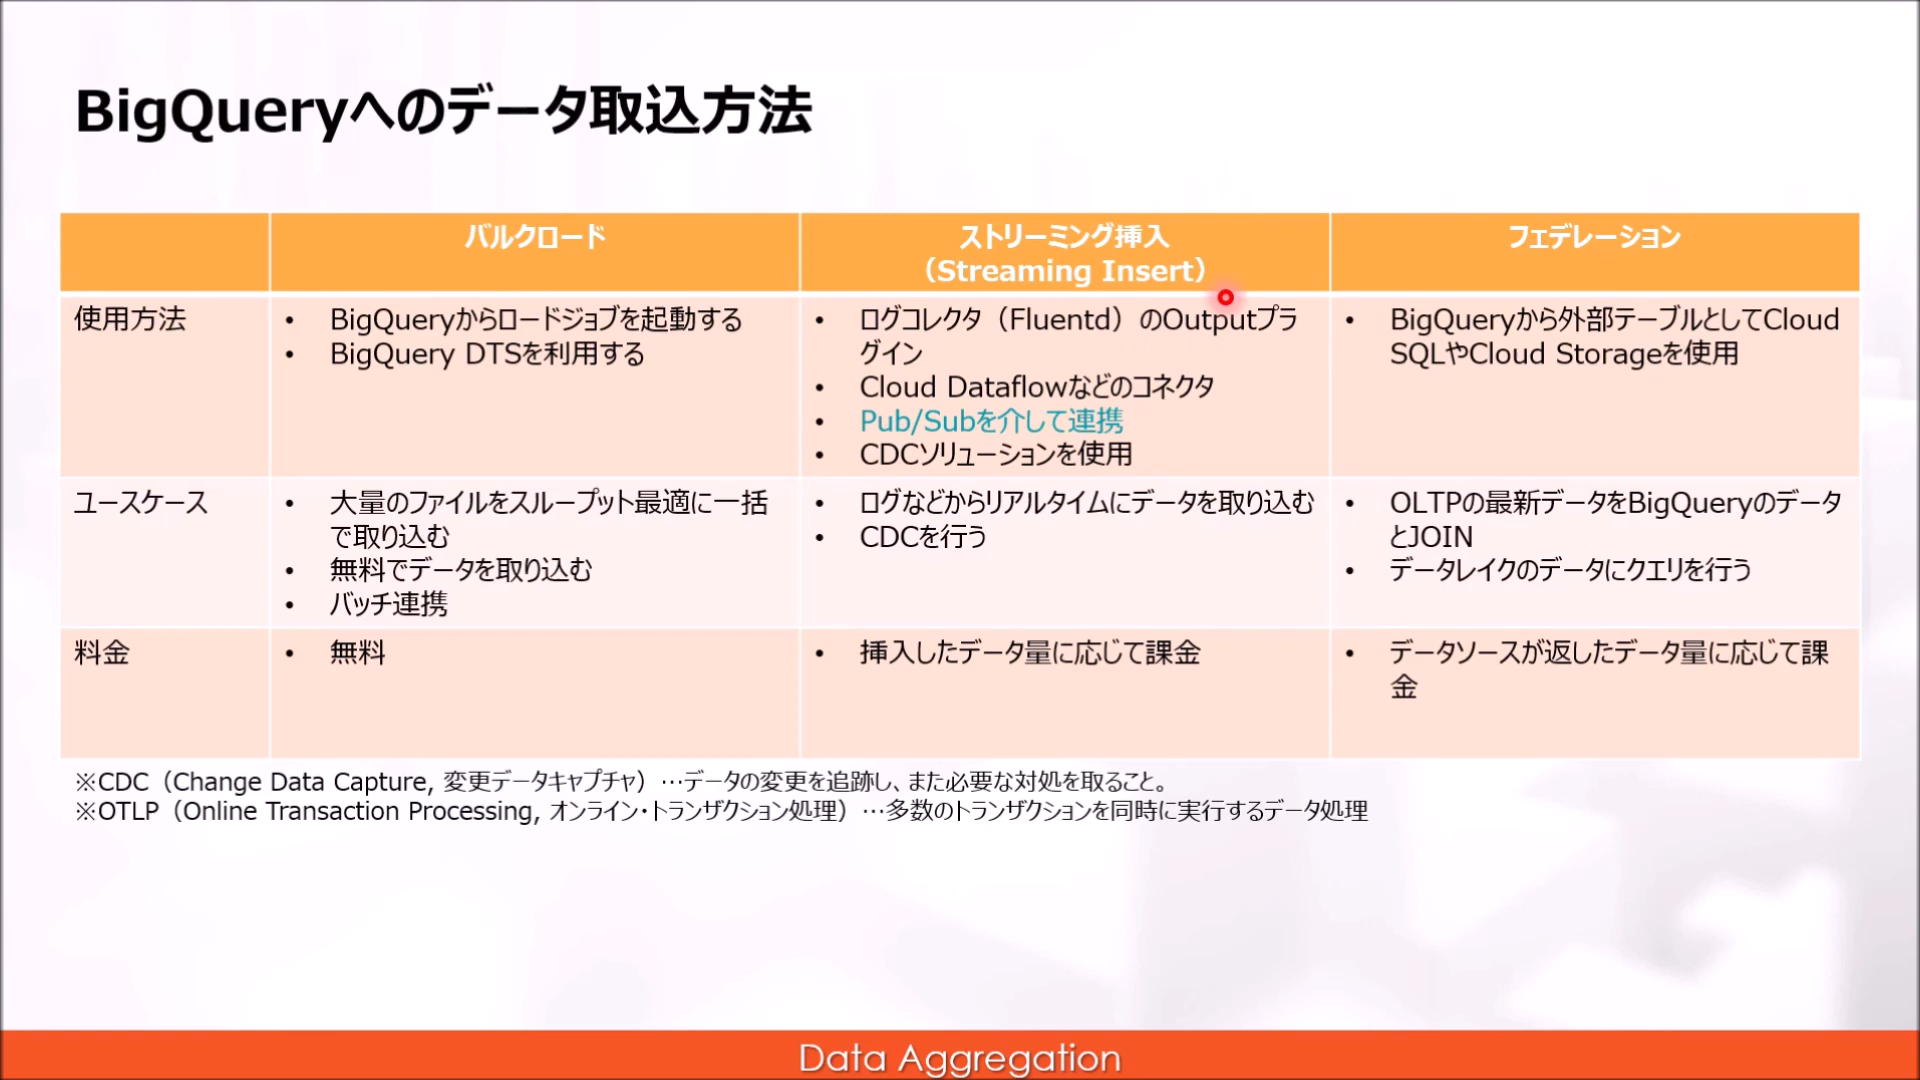 BigQueryへのデータ取込方法
バルクロード
ストリーミング挿入
（Streaming Insert）
フェデレーション
使用方法
• BigQueryからロードジョブを起動する
• BigQuery DTSを利用する
• ログコレクタ（Fluentd）のOutputプラ
グイン
• Cloud Dataflowなどのコネクタ
• Pub/Subを介して連携
• CDCソリューションを使用
• BigQueryから外部テーブルとしてCloud
SQLやCloud Storageを使用
ユースケース
• 大量のファイルをスループット最適に一括
で取り込む
• 無料でデータを取り込む
• バッチ連携
• ログなどからリアルタイムにデータを取り込む
• CDCを行う
• OLTPの最新データをBigQueryのデータ
とJOIN
• データレイクのデータにクエリを行う
料金
• 無料
• 挿入したデータ量に応じて課金
• データソースが返したデータ量に応じて課
金
※CDC（Change Data Capture, 変更データキャプチャ）…データの変更を追跡し、また必要な対処を取ること。
※OTLP（Online Transaction Processing, オンライン・トランザクション処理）…多数のトランザクションを同時に実行するデータ処理
Data Aggregation